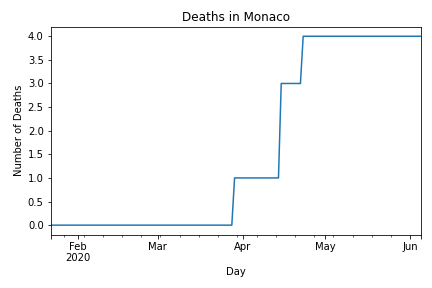 Deaths in Monaco
Number of Deaths
4.0
3.5
3.0
2.5
2.0
1.5
1.0
0.5
0.0
Feb
2020
Mar
Apr
May
Jun
Day